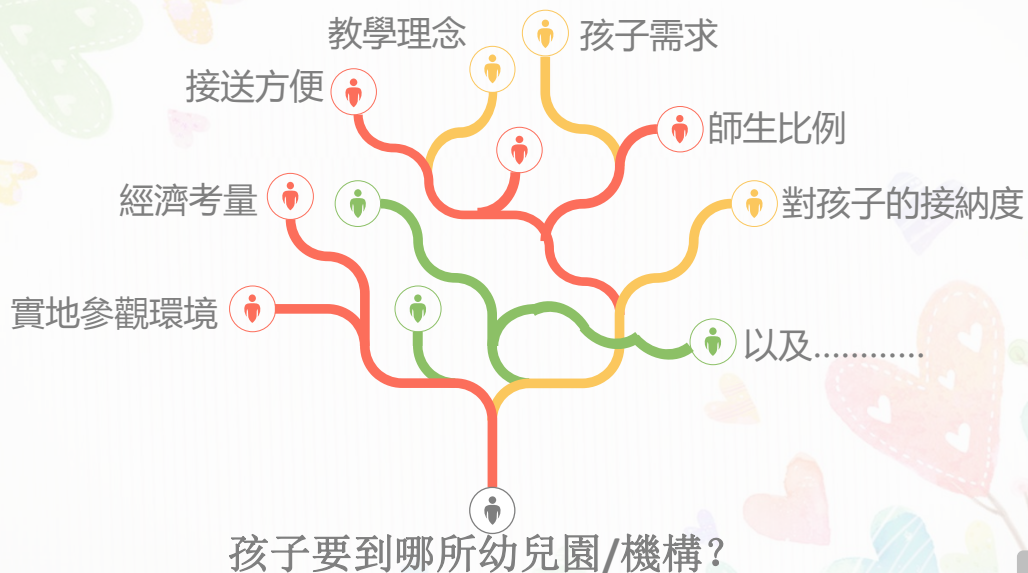 教學理念
孩子需求
接送方便
師生比例
經濟考量
對孩子的接納度
實地參觀環境
以及............
孩子要到哪所幼兒園/機構？